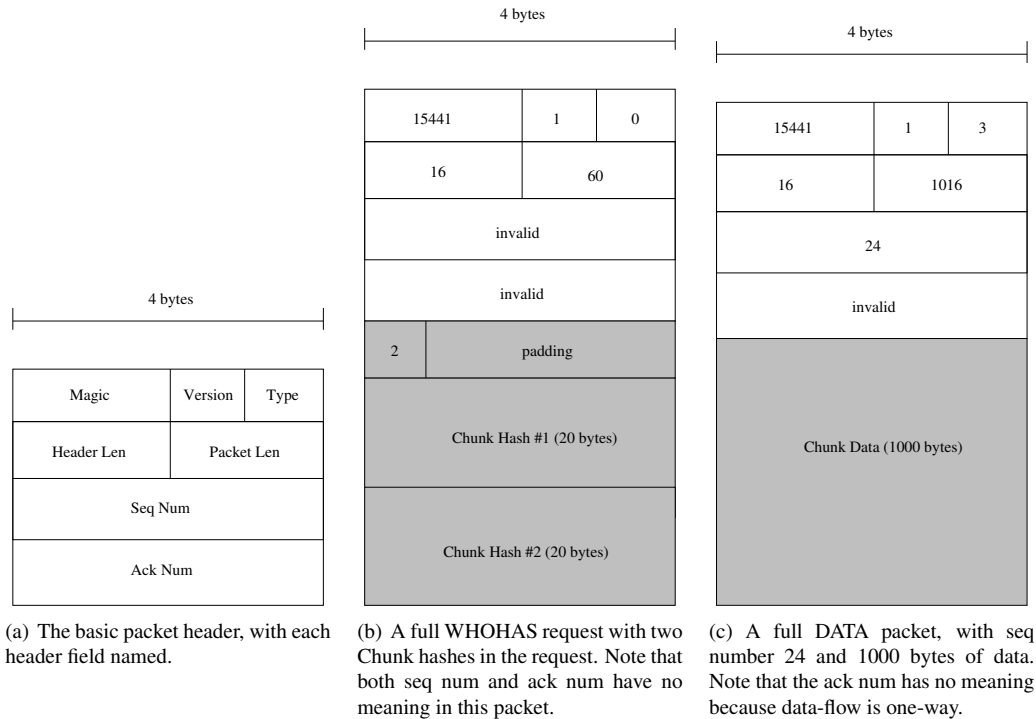 4 bytes
Magic Version Type
Header Len Packet Len
Seq Num
Ack Num
(a) The basic packet header, with each
header field named.
4 bytes
15441 1 0
16 60
invalid
invalid
2 padding
Chunk Hash #1 (20 bytes)
Chunk Hash #2 (20 bytes)
(b) A full WHOHAS request with two
Chunk hashes in the request. Note that
both seq num and ack num have no
meaning in this packet.
4 bytes
15441 1 3
16 1016
24
invalid
Chunk Data (1000 bytes)
(c) A full DATA packet, with seq
number 24 and 1000 bytes of data.
Note that the ack num has no meaning
because data-flow is one-way.